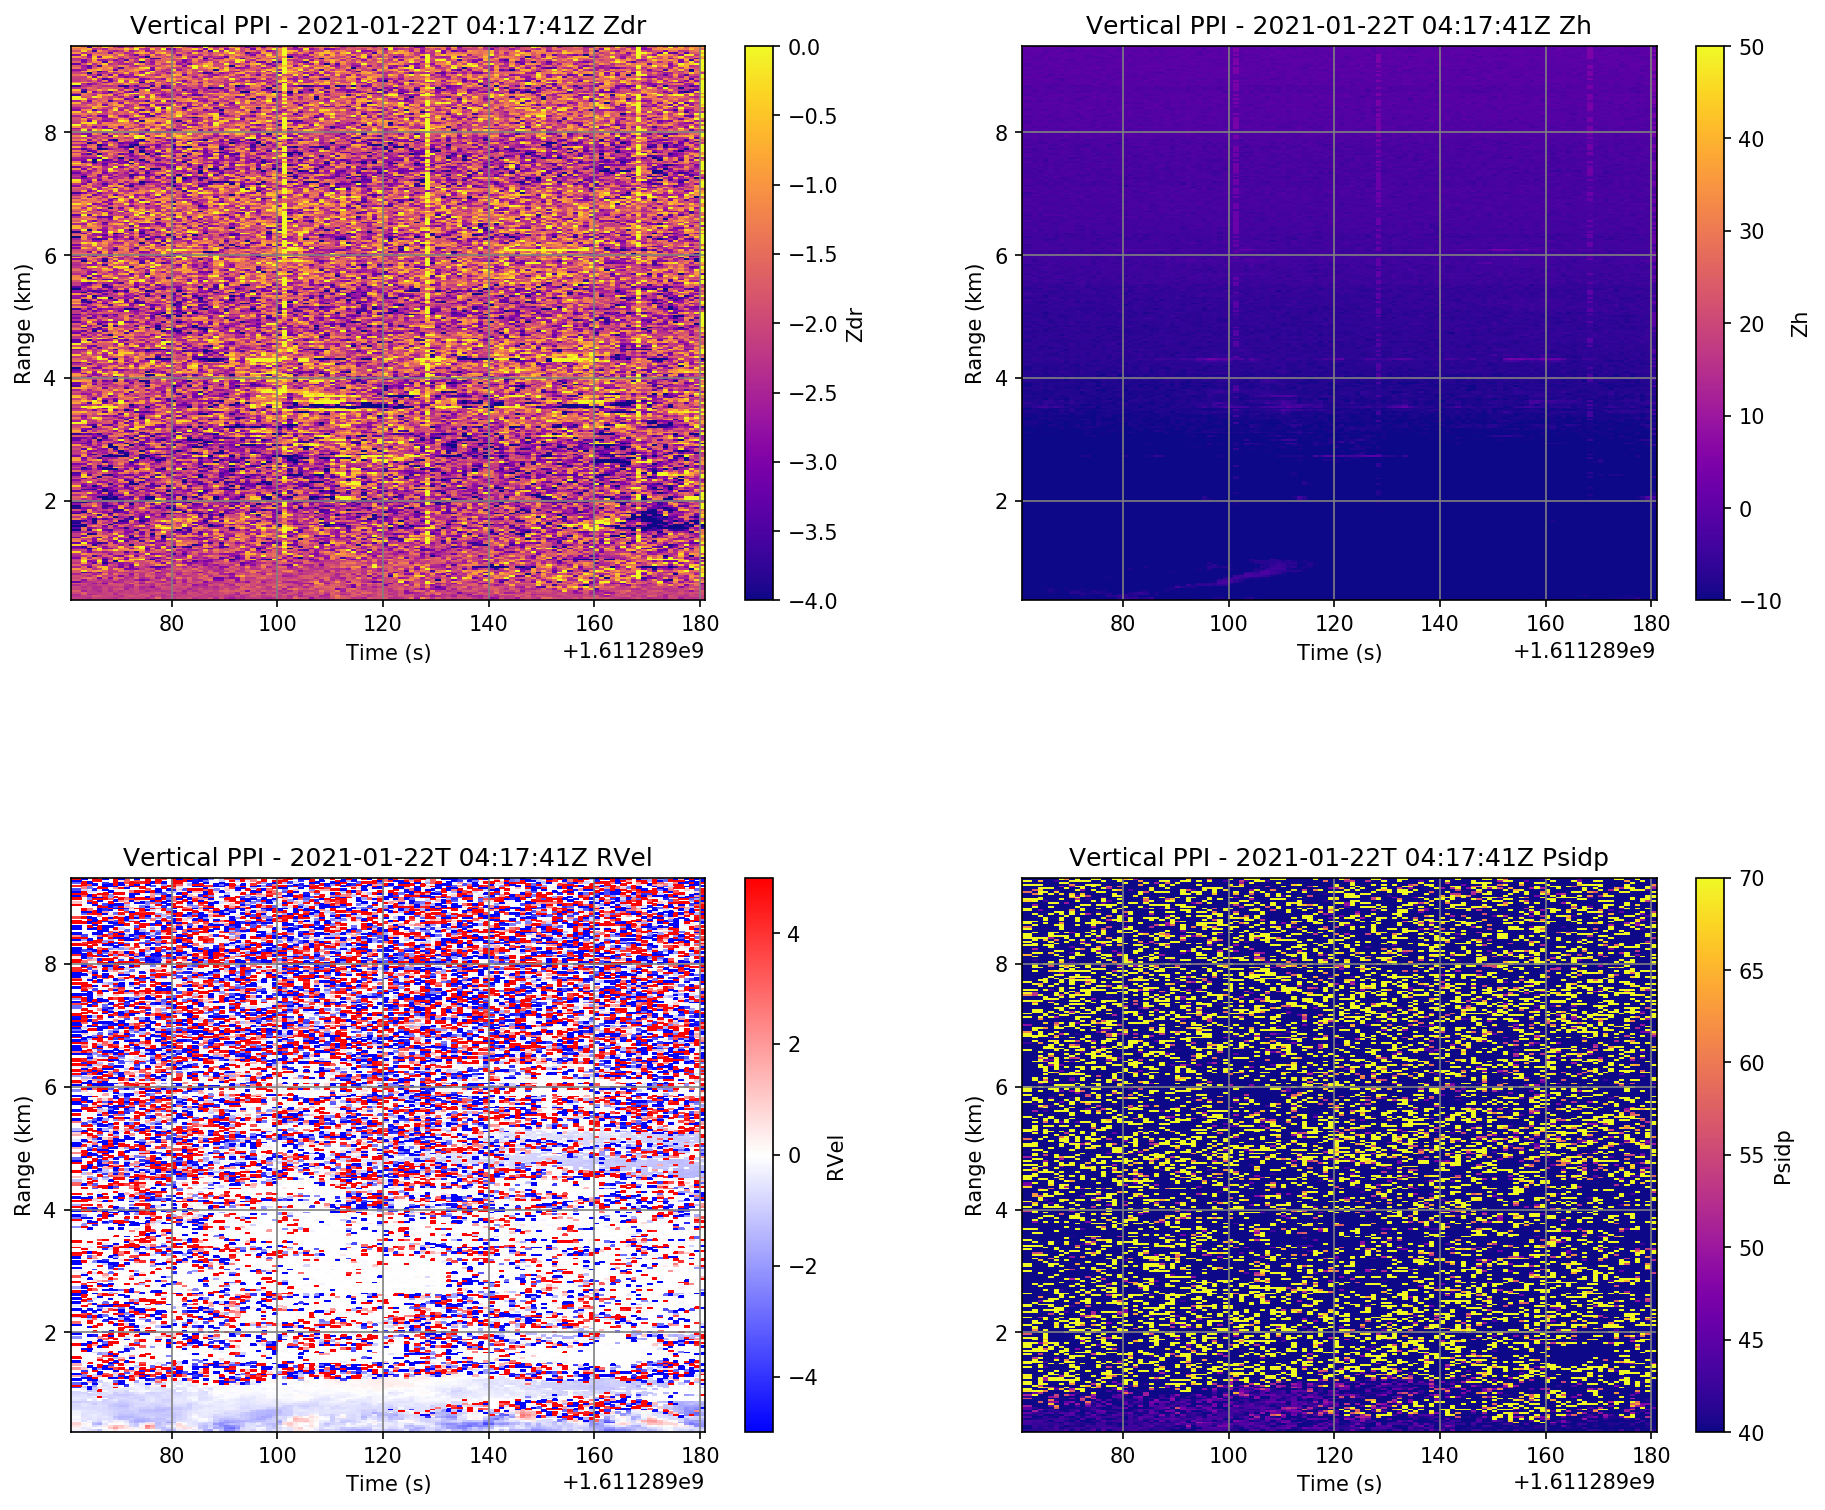 Vertical PPI - 2021-01-22T 04:17:41Z Zdr
Range (km)
8
6
4
2
80 100 120 140 160 180
Time (s)
+1.611289e9
0.0
−0.5
−1.0
−1.5
−2.0
−2.5
−3.0
−3.5
−4.0
Zdr
Vertical PPI - 2021-01-22T 04:17:41Z Zh
Range (km)
8
6
4
2
80 100 120 140 160 180
Time (s)
+1.611289e9
50
40
30
20
10
0
−10
Zh
Vertical PPI - 2021-01-22T 04:17:41Z RVel
Range (km)
8
6
4
2
80 100 120 140 160 180
Time (s)
+1.611289e9
4
2
0
−2
−4
RVel
Vertical PPI - 2021-01-22T 04:17:41Z Psidp
Range (km)
8
6
4
2
80 100 120 140 160 180
Time (s)
+1.611289e9
70
65
60
55
50
45
40
Psidp